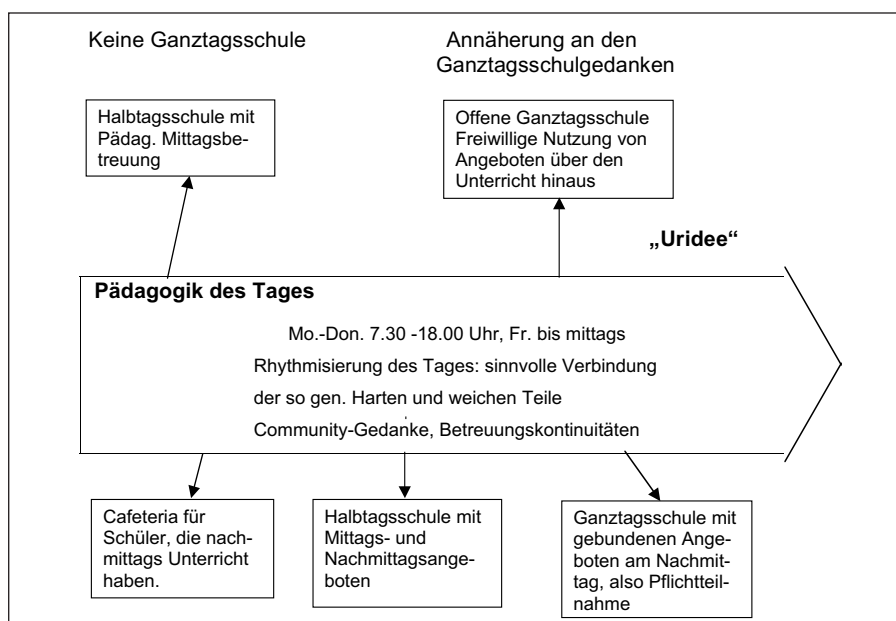 Keine Ganztagsschule
Annäherung an den
Ganztagsschulgedanken
Halbtagsschule mit
Pädag. Mittagsbe-
treuung
Offene Ganztagsschule
Freiwillige Nutzung von
Angeboten über den
Unterricht hinaus
„Uridee“
Pädagogik des Tages
Mo.-Don. 7.30 -18.00 Uhr, Fr. bis mittags
Rhythmisierung des Tages: sinnvolle Verbindung
der so gen. Harten und weichen Teile
Community-Gedanke, Betreuungskontinuitäten
Cafeteria für
Schüler, die nach-
mittags Unterricht
haben.
Halbtagsschule mit
Mittags- und
Nachmittagsange-
boten
Ganztagsschule mit
gebundenen Ange-
boten am Nachmit-
tag, also Pflichtteil-
nahme